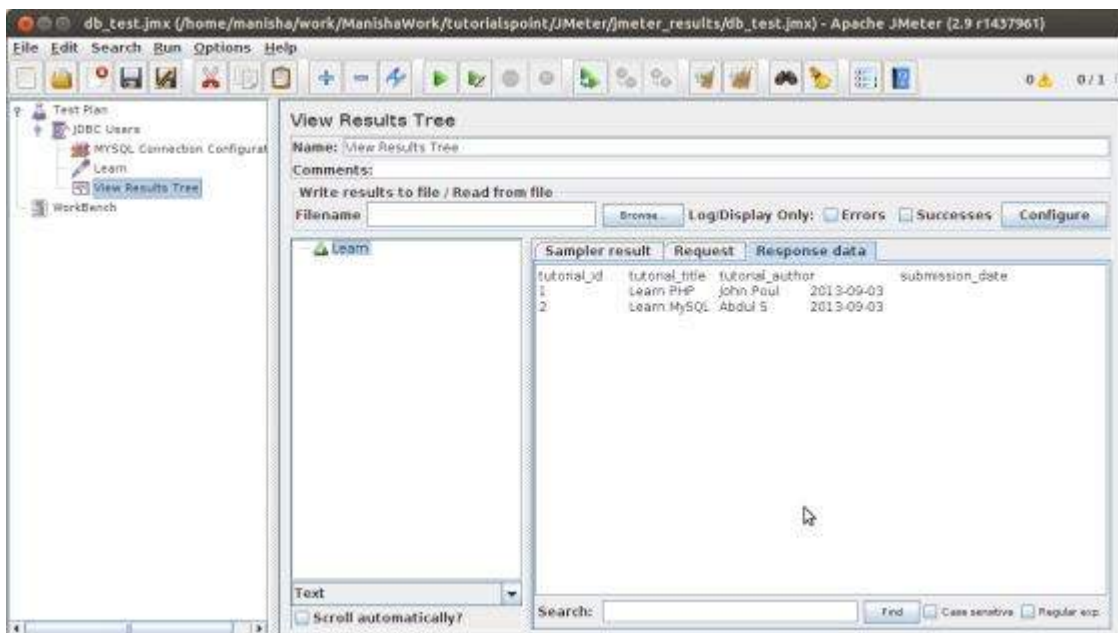 db_test.jmx (/home/manisha/work/ManishaWork/tutorialspoint/JMeter/jmeter_results/db_test.jmx) - Apache JMeter (2.9 r1437961)
File Edit Search Run Options Help
0 0 / 1
Test Plan
JDBC Users
MYSQL Connection Configurat
Learn
View Results Tree
WorkBench
View Results Tree
Name: View Results Tree
Comments:
Write results to file / Read from file
Filename Browse... Log/Display Only: Errors Successes Configure
Learn
Sampler result Request Response data
tutorial_id tutorial_title tutorial_author submission_date
1 Learn PHP John Poul 2013-09-03
2 Learn MySQL Abdul S 2013-09-03
Text
Scroll automatically?
Search: Find Case sensitive Regular exp.